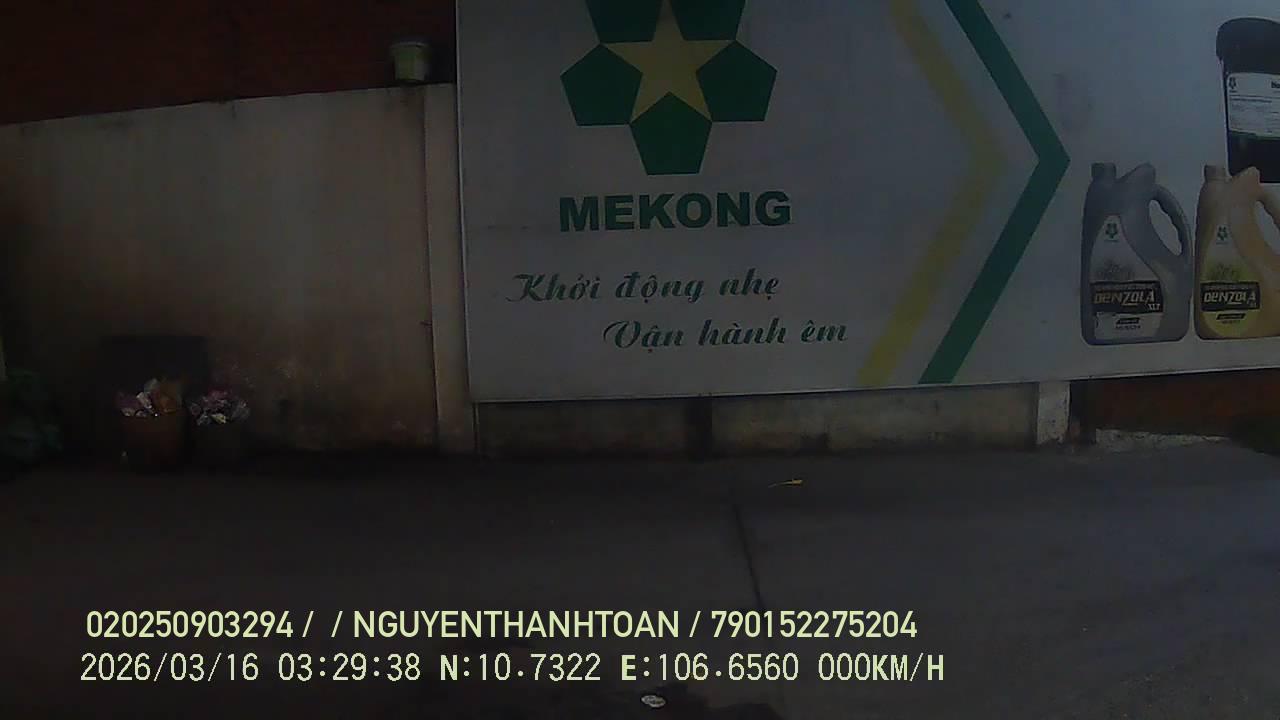 MEKONG
Khởi động nhẹ
Vận hành êm
DENZOLA
DENZOLA
020250903294 / / NGUYENTHANHTOAN / 790152275204
2026/03/16 03:29:38 N:10.7322 E:106.6560 000KM/H